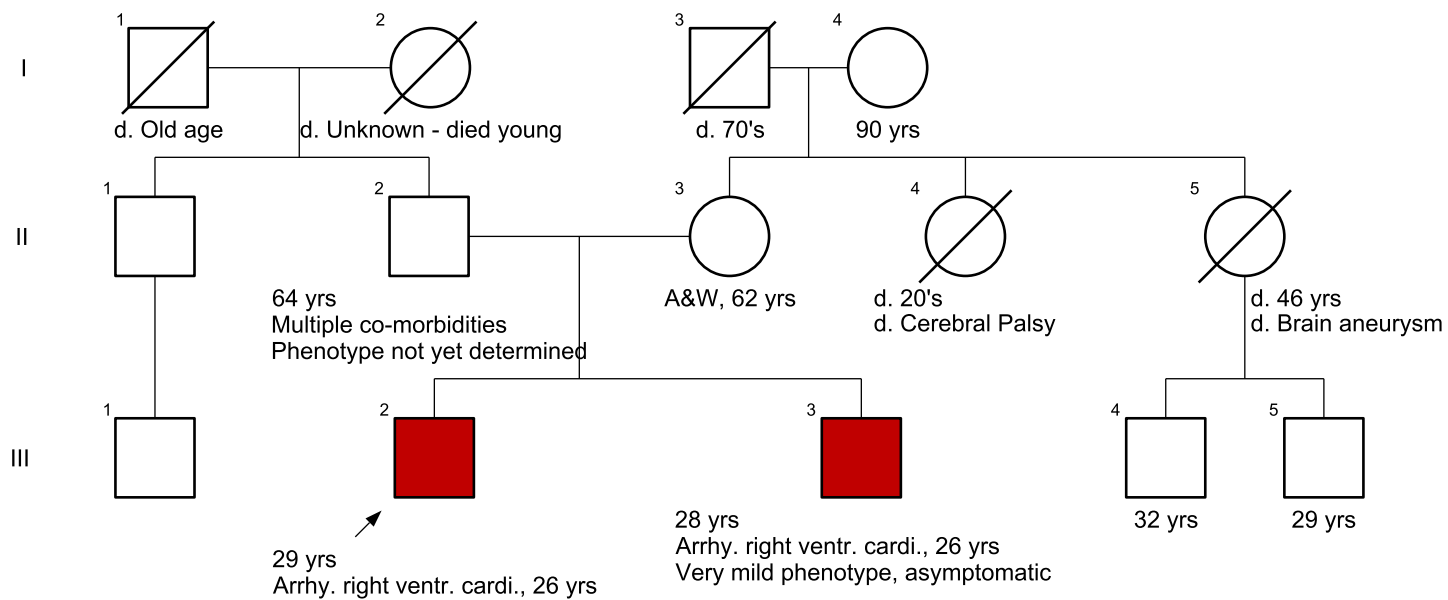 I
1
2
3
4
d. Old age
d. Unknown - died young
d. 70's
90 yrs
II
1
2
3
4
5
64 yrs
Multiple co-morbidities
Phenotype not yet determined
A&W, 62 yrs
d. 20's
d. Cerebral Palsy
d. 46 yrs
d. Brain aneurysm
III
1
2
3
4
5
29 yrs
Arrhy. right ventr. cardi., 26 yrs
28 yrs
Arrhy. right ventr. cardi., 26 yrs
Very mild phenotype, asymptomatic
32 yrs
29 yrs